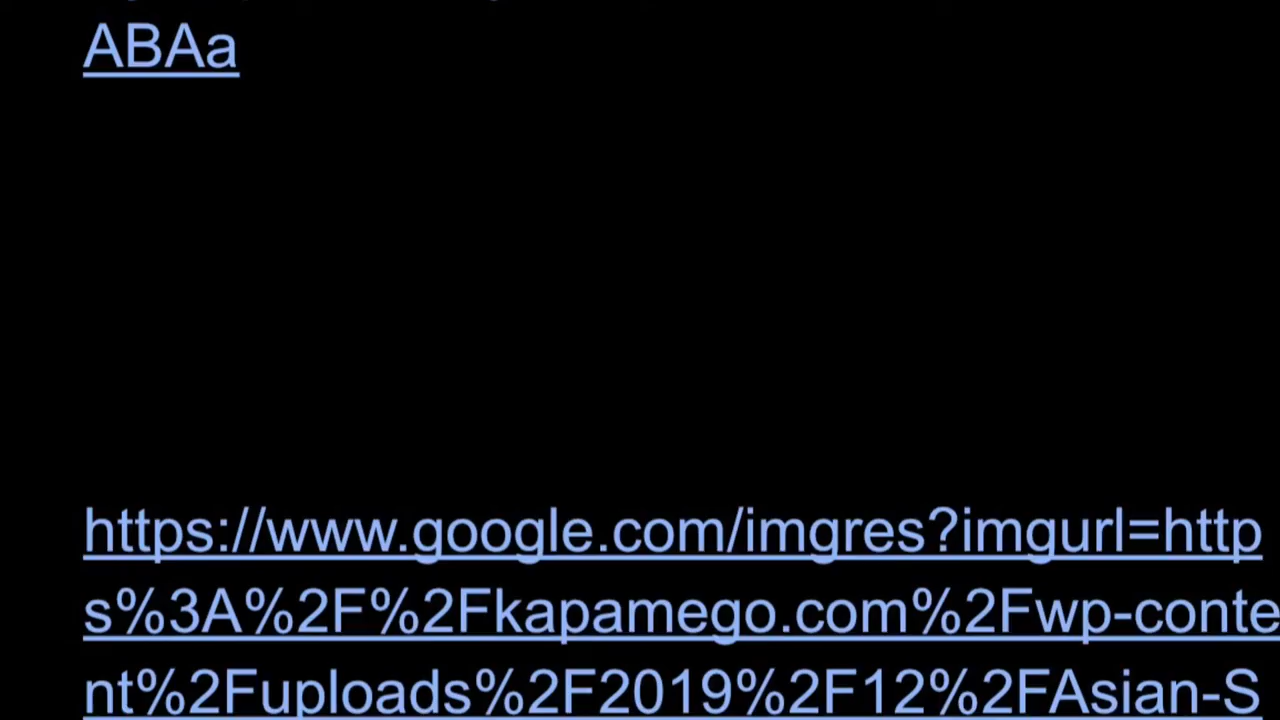 ABAa
https://www.google.com/imgres?imgurl=http
s%3A%2F%2Fkapamego.com%2Fwp-conte
nt%2Fuploads%2F2019%2F12%2FAsian-S